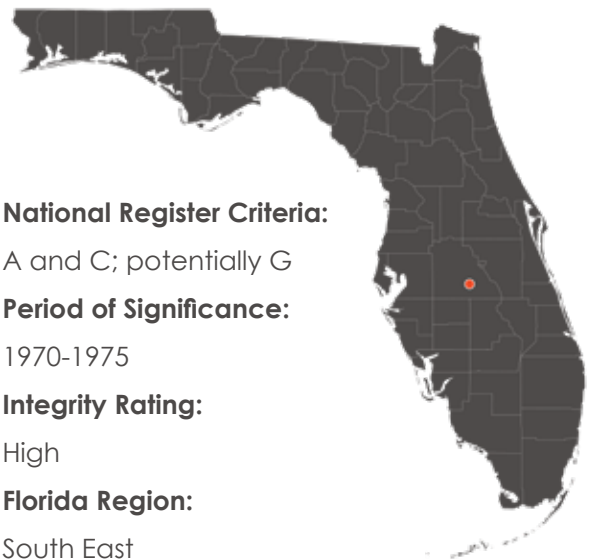 National Register Criteria:
A and C; potentially G
Period of Significance:
1970-1975
Integrity Rating:
High
Florida Region:
South East